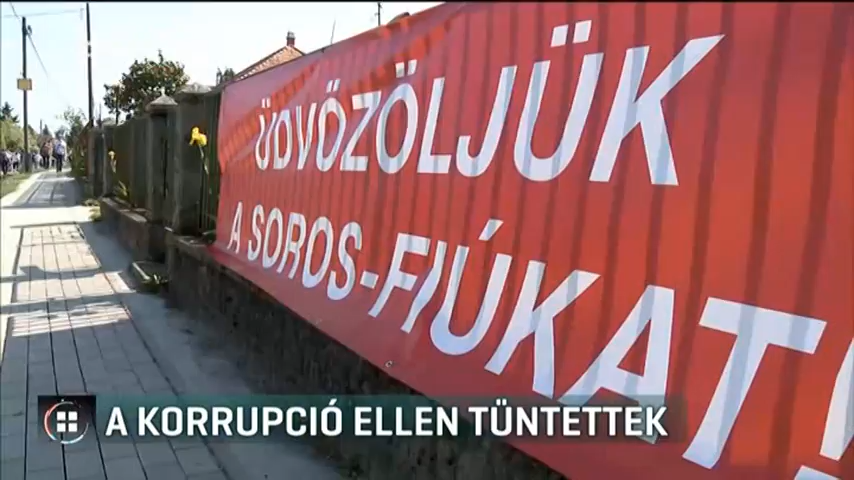 ÜDVÖZÖLJÜK
A SOROS-FIÚKAT!
A KORRUPCIÓ ELLEN TÜNTETTEK